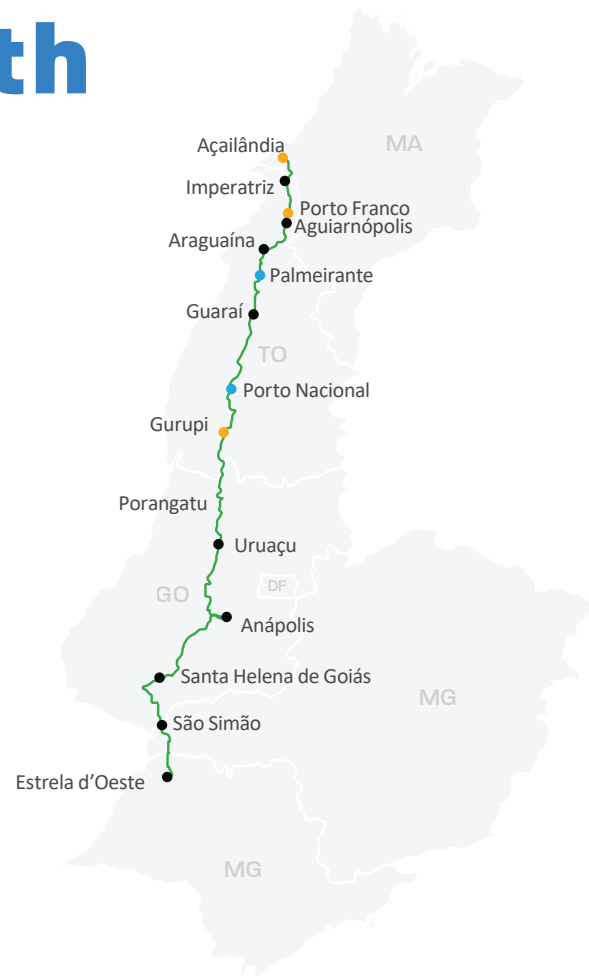 th
Açailândia
MA
Imperatriz
Porto Franco
Aguiarnópolis
Araguaína
Palmeirante
Guaraí
TO
Porto Nacional
Gurupi
Porangatu
Uruaçu
GO
DF
Anápolis
Santa Helena de Goiás
MG
São Simão
Estrela d’Oeste
MG